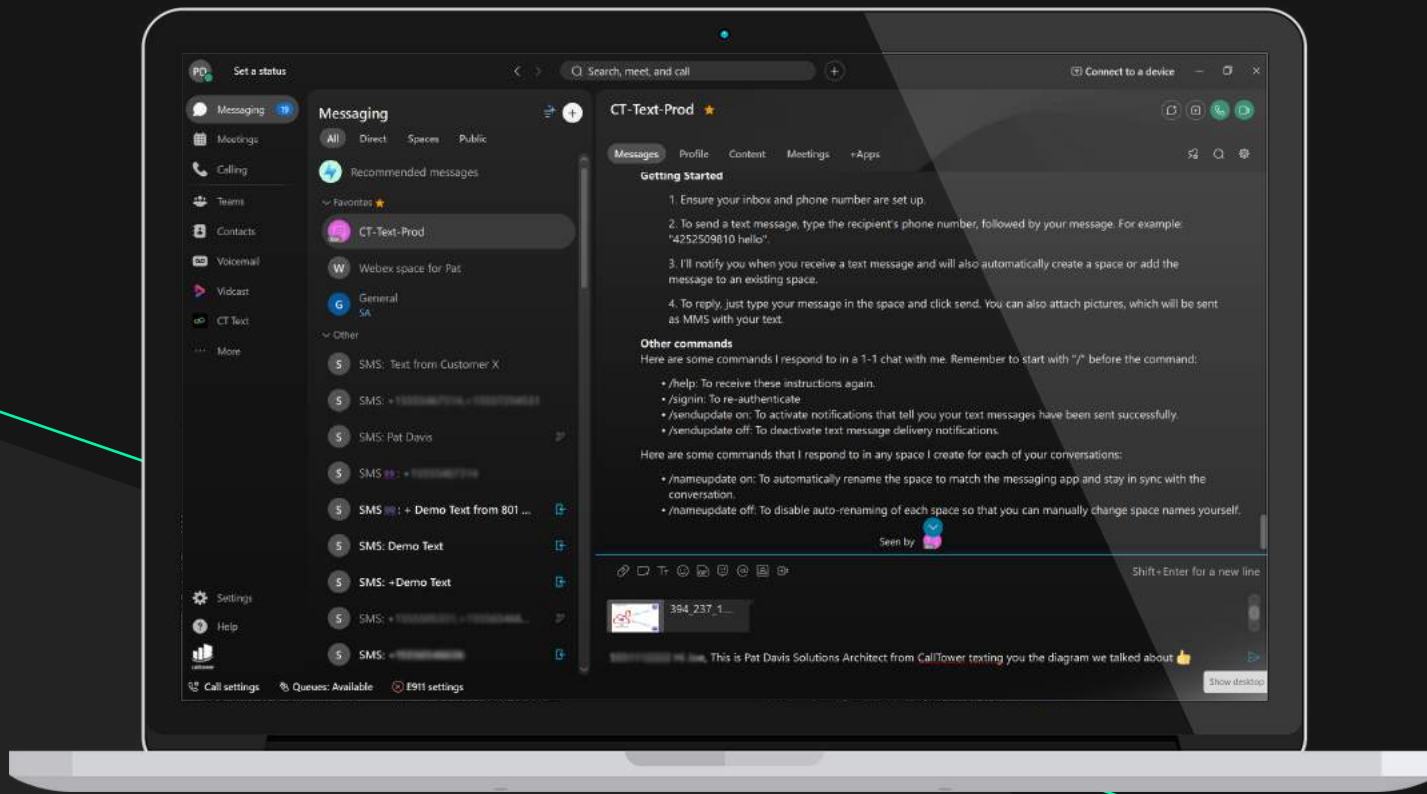 PD Set a status
Search, meet, and call
Connect to a device
Messaging 19
Meetings
Calling
Teams
Contacts
Voicemail
Vidcast
CT Text
More
Settings
Help
calltower
Messaging
All Direct Spaces Public
Recommended messages
Favorites
CT-Text-Prod
W Webex space for Pat
G General
SA
Other
S SMS: Text from Customer X
S SMS: +
S SMS: Pat Davis
S SMS : +
S SMS : + Demo Text from 801 ...
S SMS: Demo Text
S SMS: +Demo Text
S SMS: +
S SMS: +
CT-Text-Prod
Messages Profile Content Meetings +Apps
Getting Started
1. Ensure your inbox and phone number are set up.
2. To send a text message, type the recipient's phone number, followed by your message. For example:
"4252509810 hello".
3. I'll notify you when you receive a text message and will also automatically create a space or add the
message to an existing space.
4. To reply, just type your message in the space and click send. You can also attach pictures, which will be sent
as MMS with your text.
Other commands
Here are some commands I respond to in a 1-1 chat with me. Remember to start with "/" before the command:
• /help: To receive these instructions again.
• /signin: To re-authenticate
• /sendupdate on: To activate notifications that tell you your text messages have been sent successfully.
• /sendupdate off: To deactivate text message delivery notifications.
Here are some commands that I respond to in any space I create for each of your conversations:
• /nameupdate on: To automatically rename the space to match the messaging app and stay in sync with the
conversation.
• /nameupdate off: To disable auto-renaming of each space so that you can manually change space names yourself.
Seen by
Shift+Enter for a new line
394_237_1...
, This is Pat Davis Solutions Architect from CallTower texting you the diagram we talked about 👍
Show desktop
Call settings Queues: Available E911 settings